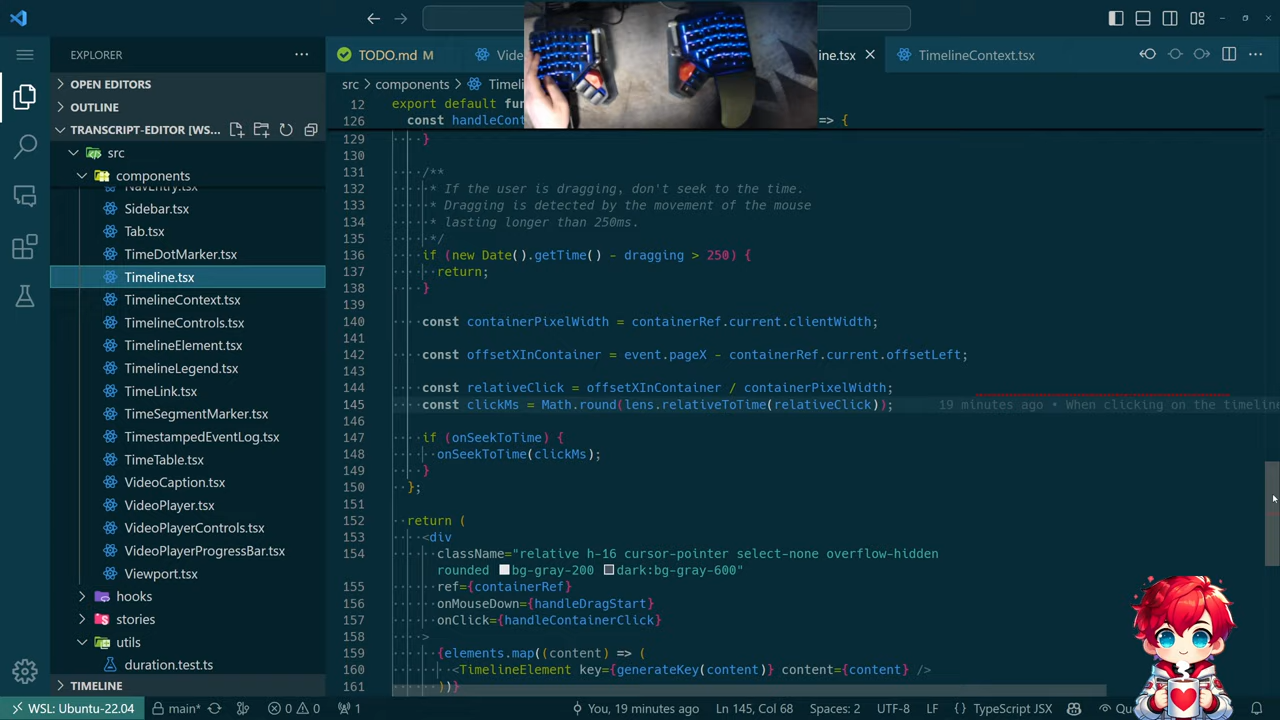 EXPLORER
OPEN EDITORS
OUTLINE
TRANSCRIPT-EDITOR [WS...
src
components
NavEntry.tsx
Sidebar.tsx
Tab.tsx
TimeDotMarker.tsx
Timeline.tsx
TimelineContext.tsx
TimelineControls.tsx
TimelineElement.tsx
TimelineLegend.tsx
TimeLink.tsx
TimeSegmentMarker.tsx
TimestampedEventLog.tsx
TimeTable.tsx
VideoCaption.tsx
VideoPlayer.tsx
VideoPlayerControls.tsx
VideoPlayerProgressBar.tsx
Viewport.tsx
hooks
stories
utils
duration.test.ts
TIMELINE
TODO.md M
Vide
ine.tsx
TimelineContext.tsx
src > components > Timeli
12 export default fun
126 const handleCont => {
129 }
130
131 /**
132 * If the user is dragging, don't seek to the time.
133 * Dragging is detected by the movement of the mouse
134 * lasting longer than 250ms.
135 */
136 if (new Date().getTime() - dragging > 250) {
137 return;
138 }
139
140 const containerPixelWidth = containerRef.current.clientWidth;
141
142 const offsetXInContainer = event.pageX - containerRef.current.offsetLeft;
143
144 const relativeClick = offsetXInContainer / containerPixelWidth;
145 const clickMs = Math.round(lens.relativeToTime(relativeClick)); 19 minutes ago • When clicking on the timeline
146
147 if (onSeekToTime) {
148 onSeekToTime(clickMs);
149 }
150 };
151
152 return (
153 <div
154 className="relative h-16 cursor-pointer select-none overflow-hidden
rounded bg-gray-200 dark:bg-gray-600"
155 ref={containerRef}
156 onMouseDown={handleDragStart}
157 onClick={handleContainerClick}
158 >
159 {elements.map((content) => (
160 <TimelineElement key={generateKey(content)} content={content} />
161 ))}
WSL: Ubuntu-22.04
main*
0 0
1
You, 19 minutes ago
Ln 145, Col 68
Spaces: 2
UTF-8
LF
{} TypeScript JSX